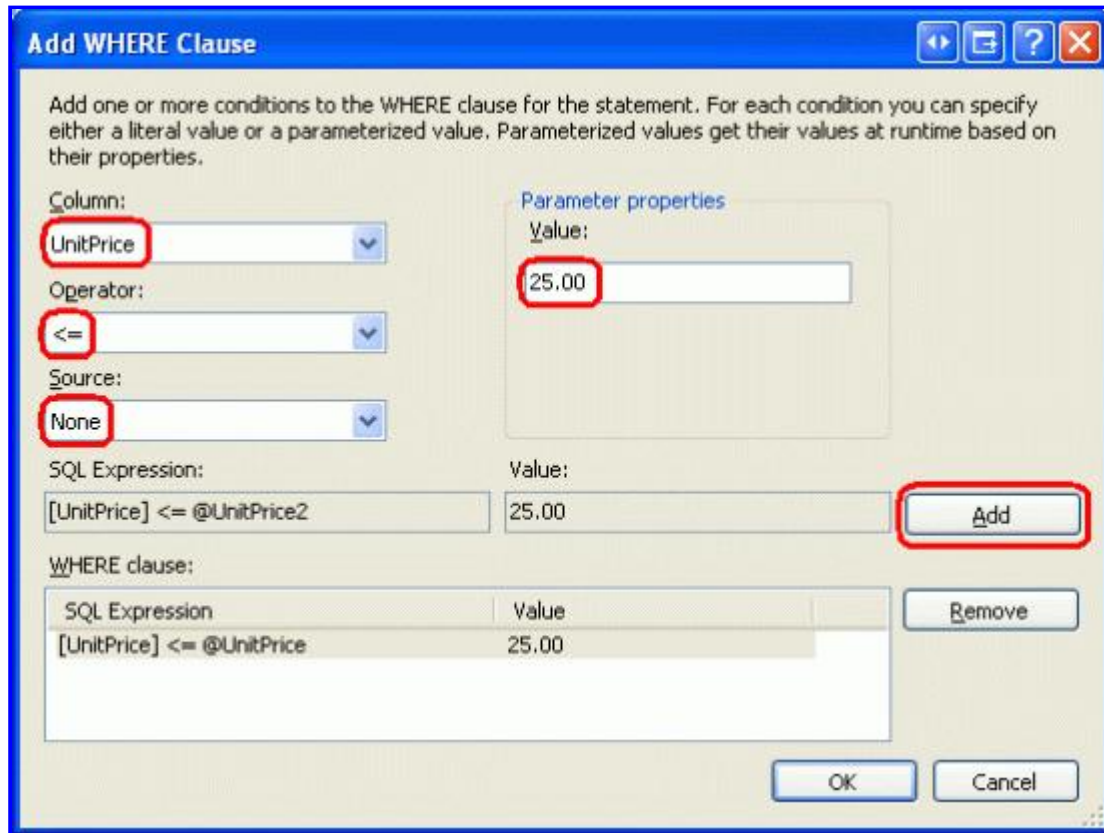 Add WHERE Clause
Add one or more conditions to the WHERE clause for the statement. For each condition you can specify
either a literal value or a parameterized value. Parameterized values get their values at runtime based on
their properties.
Column:
UnitPrice
Operator:
<=
Source:
None
Parameter properties
Value:
25.00
SQL Expression:
[UnitPrice] <= @UnitPrice2
Value:
25.00
Add
WHERE clause:
SQL Expression Value
[UnitPrice] <= @UnitPrice 25.00
Remove
OK Cancel